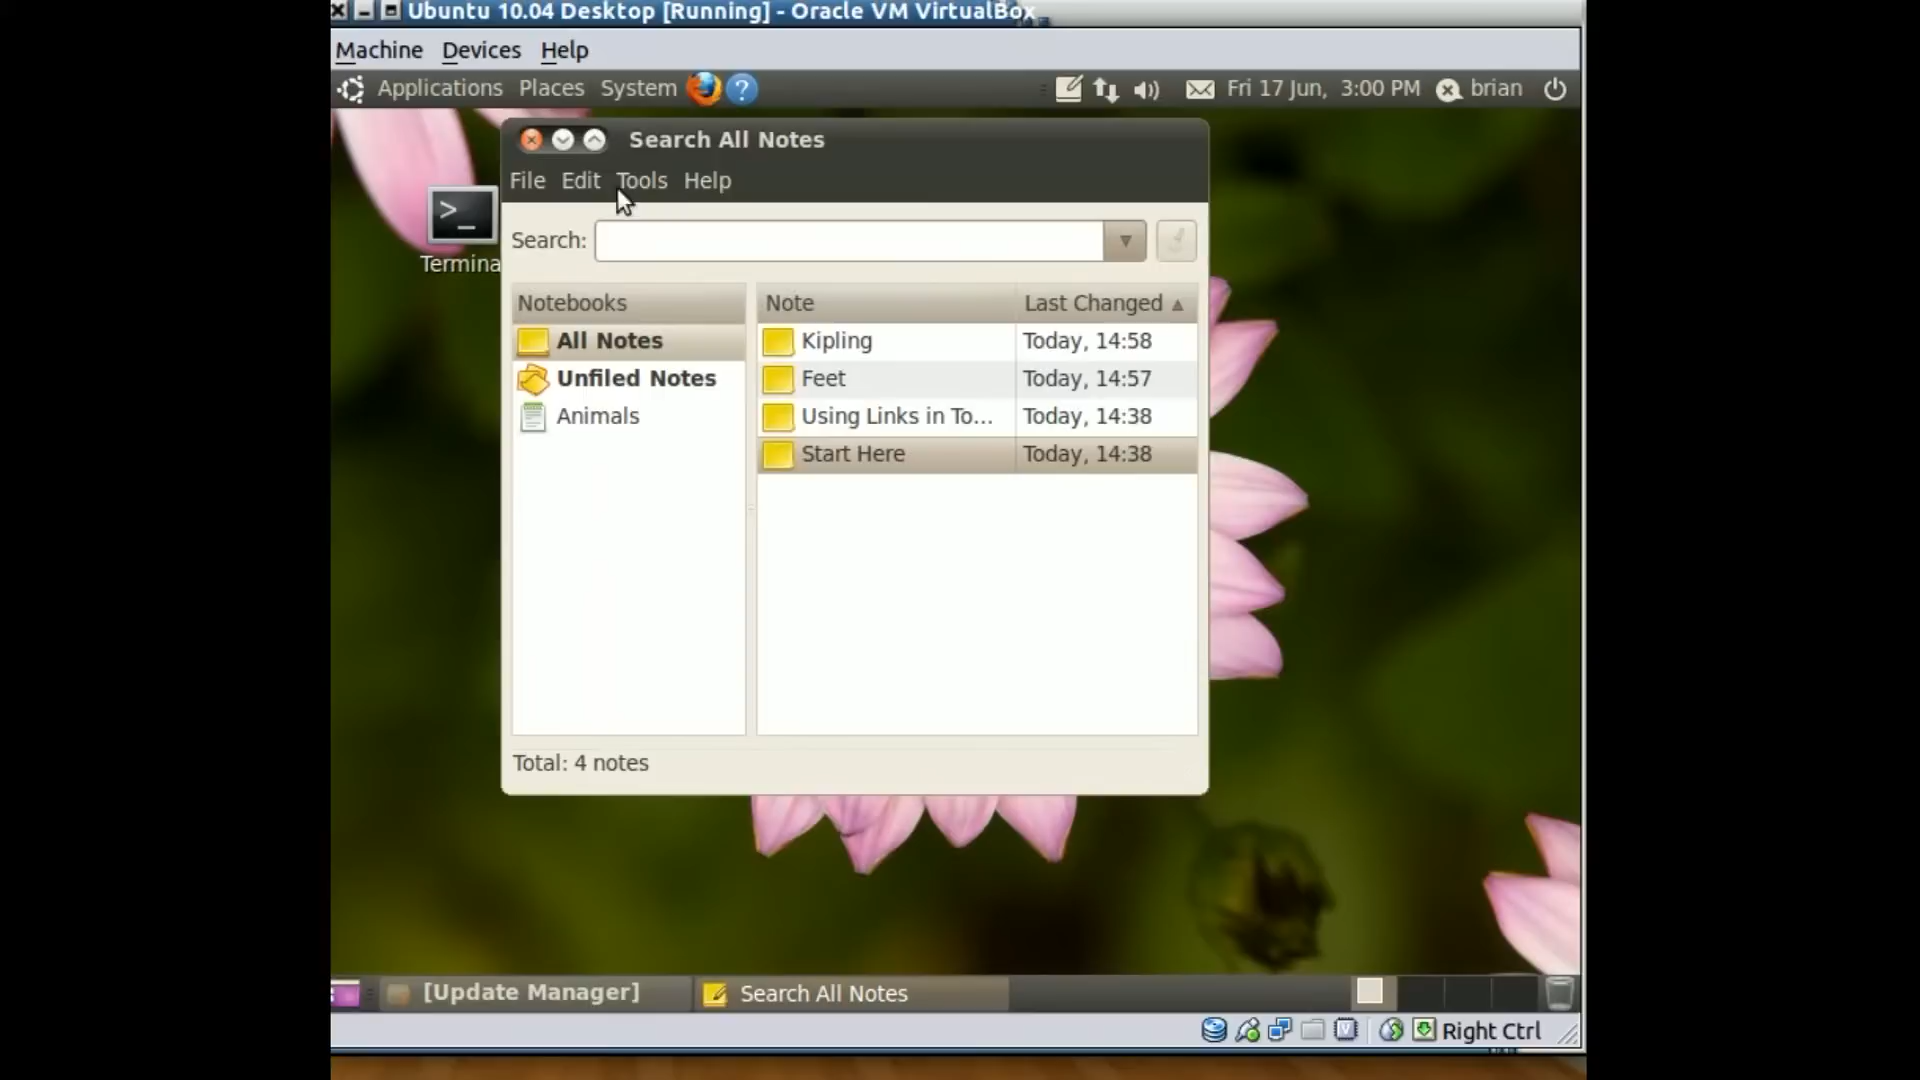 Ubuntu 10.04 Desktop [Running] - Oracle VM VirtualBox
Machine Devices Help
Applications Places System ? Fri 17 Jun, 3:00 PM brian
Search All Notes
File Edit Tools Help
>_
Termina
Search:
Notebooks Note Last Changed
All Notes Kipling Today, 14:58
Unfiled Notes Feet Today, 14:57
Animals Using Links in To... Today, 14:38
Start Here Today, 14:38
Total: 4 notes
[Update Manager] Search All Notes
V Right Ctrl